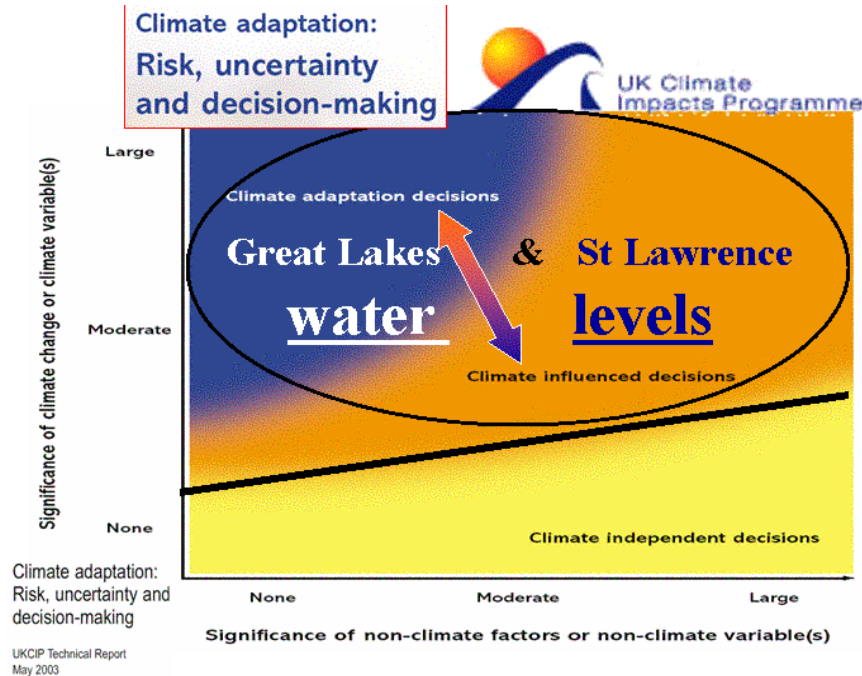 Climate adaptation:
Risk, uncertainty
and decision-making
UK Climate
Impacts Programme
Significance of climate change or climate variable(s)
Large
Moderate
None
Climate adaptation decisions
Great Lakes & St Lawrence
water levels
Climate influenced decisions
Climate independent decisions
None Moderate Large
Significance of non-climate factors or non-climate variable(s)
Climate adaptation:
Risk, uncertainty and
decision-making
UKCIP Technical Report
May 2003